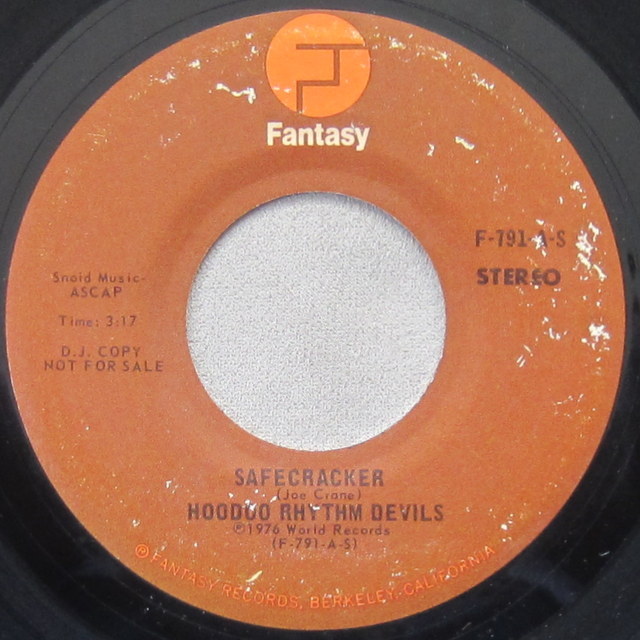 Fantasy
F-791-A-S
STEREO
Snoid Music-
ASCAP
Time: 3:17
D.J. COPY
NOT FOR SALE
SAFECRACKER
(Joe Crane)
HOODOO RHYTHM DEVILS
©1976 World Records
(F-791-A-S)
℗ FANTASY RECORDS, BERKELEY, CALIFORNIA